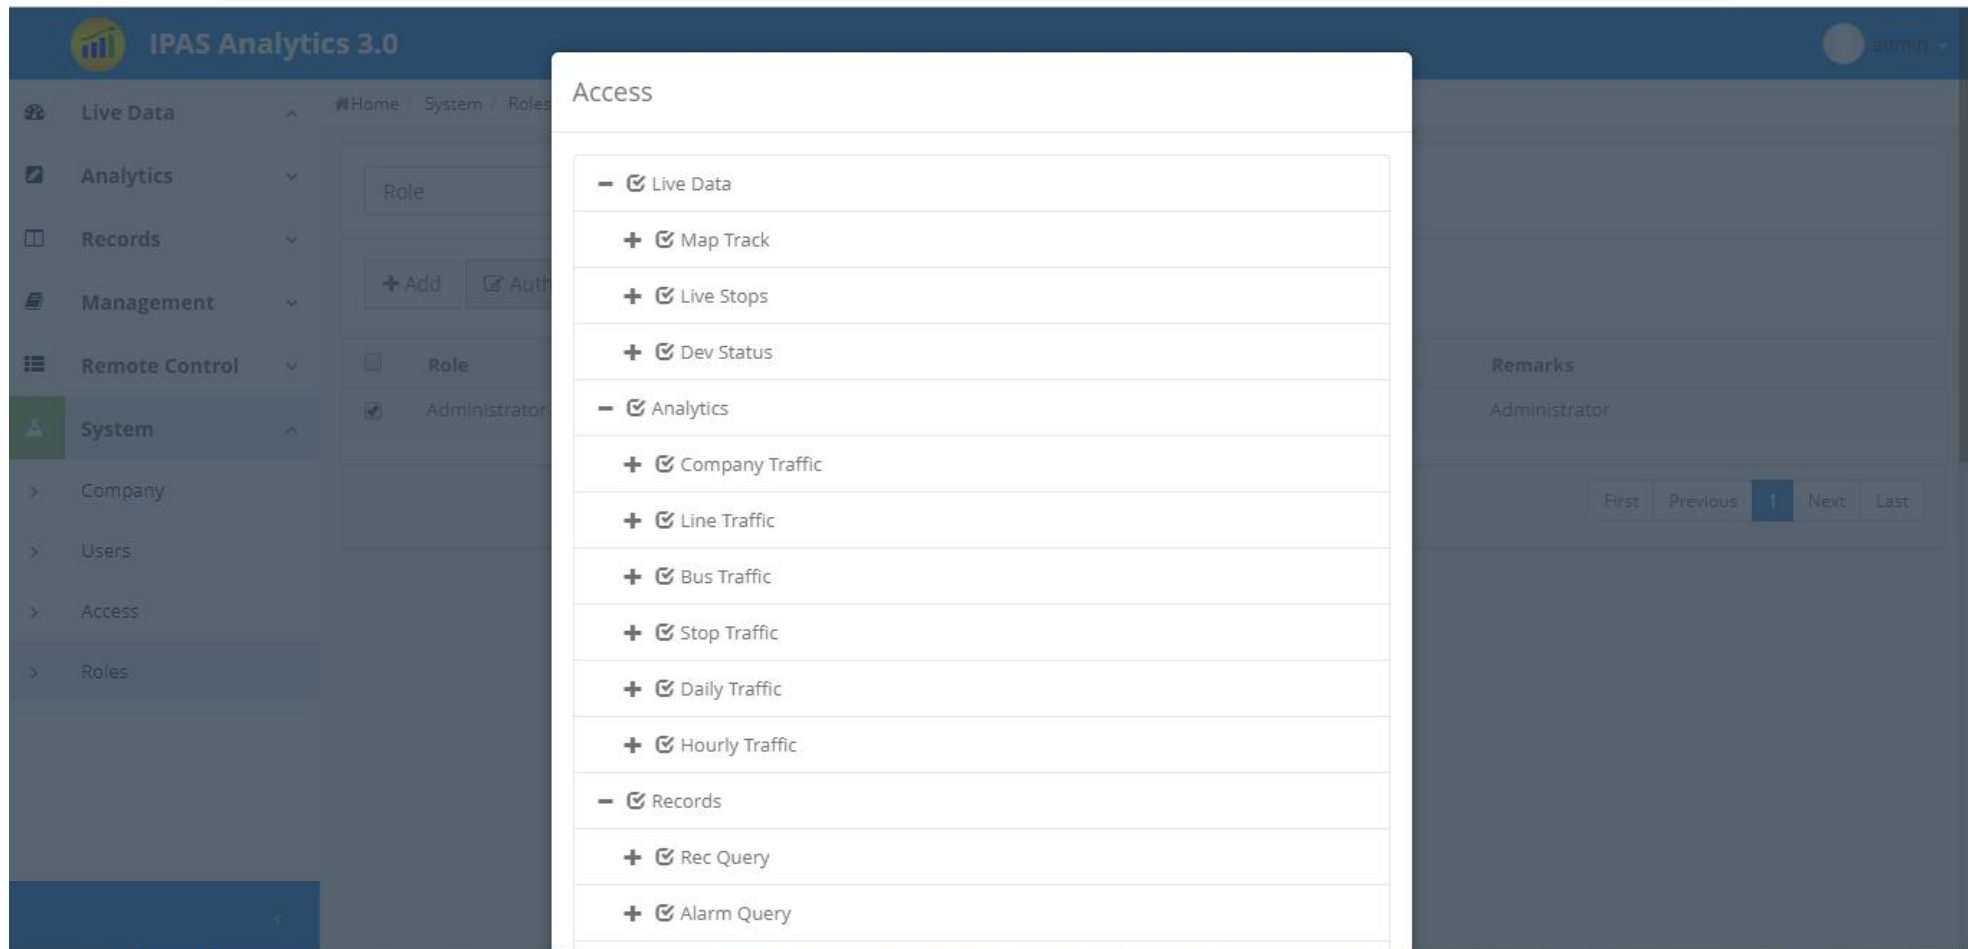 IPAS Analytics 3.0
admin
Live Data
Analytics
Records
Management
Remote Control
System
Company
Users
Access
Roles
Home / System / Roles
Role
Add
Auth
Role
Remarks
Administrator
Administrator
First Previous 1 Next Last
Access
Live Data
Map Track
Live Stops
Dev Status
Analytics
Company Traffic
Line Traffic
Bus Traffic
Stop Traffic
Daily Traffic
Hourly Traffic
Records
Rec Query
Alarm Query